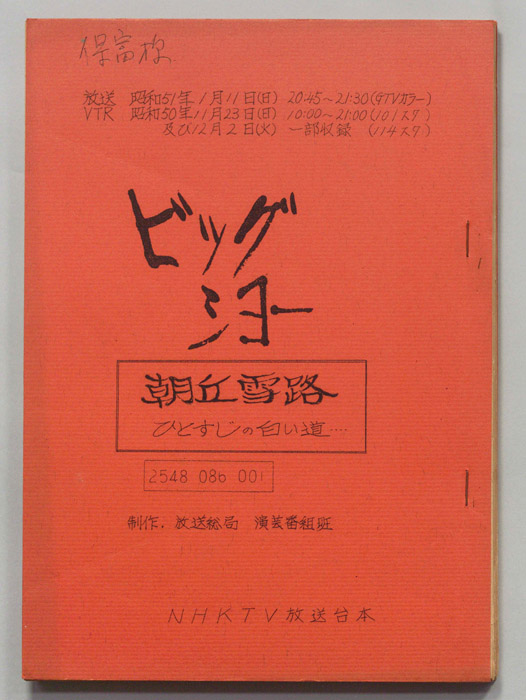 保富様
放送 昭和51年1月11日(日) 20:45~21:30(GTVカラー)
VTR 昭和50年11月23日(日) 10:00~21:00(101スタ)
及び12月2日(火) 一部収録 (114スタ)
ビッグ
ショー
朝丘雪路
ひとすじの白い道‥‥
2548 086 001
制作．放送総局 演芸番組班
NHKTV放送台本